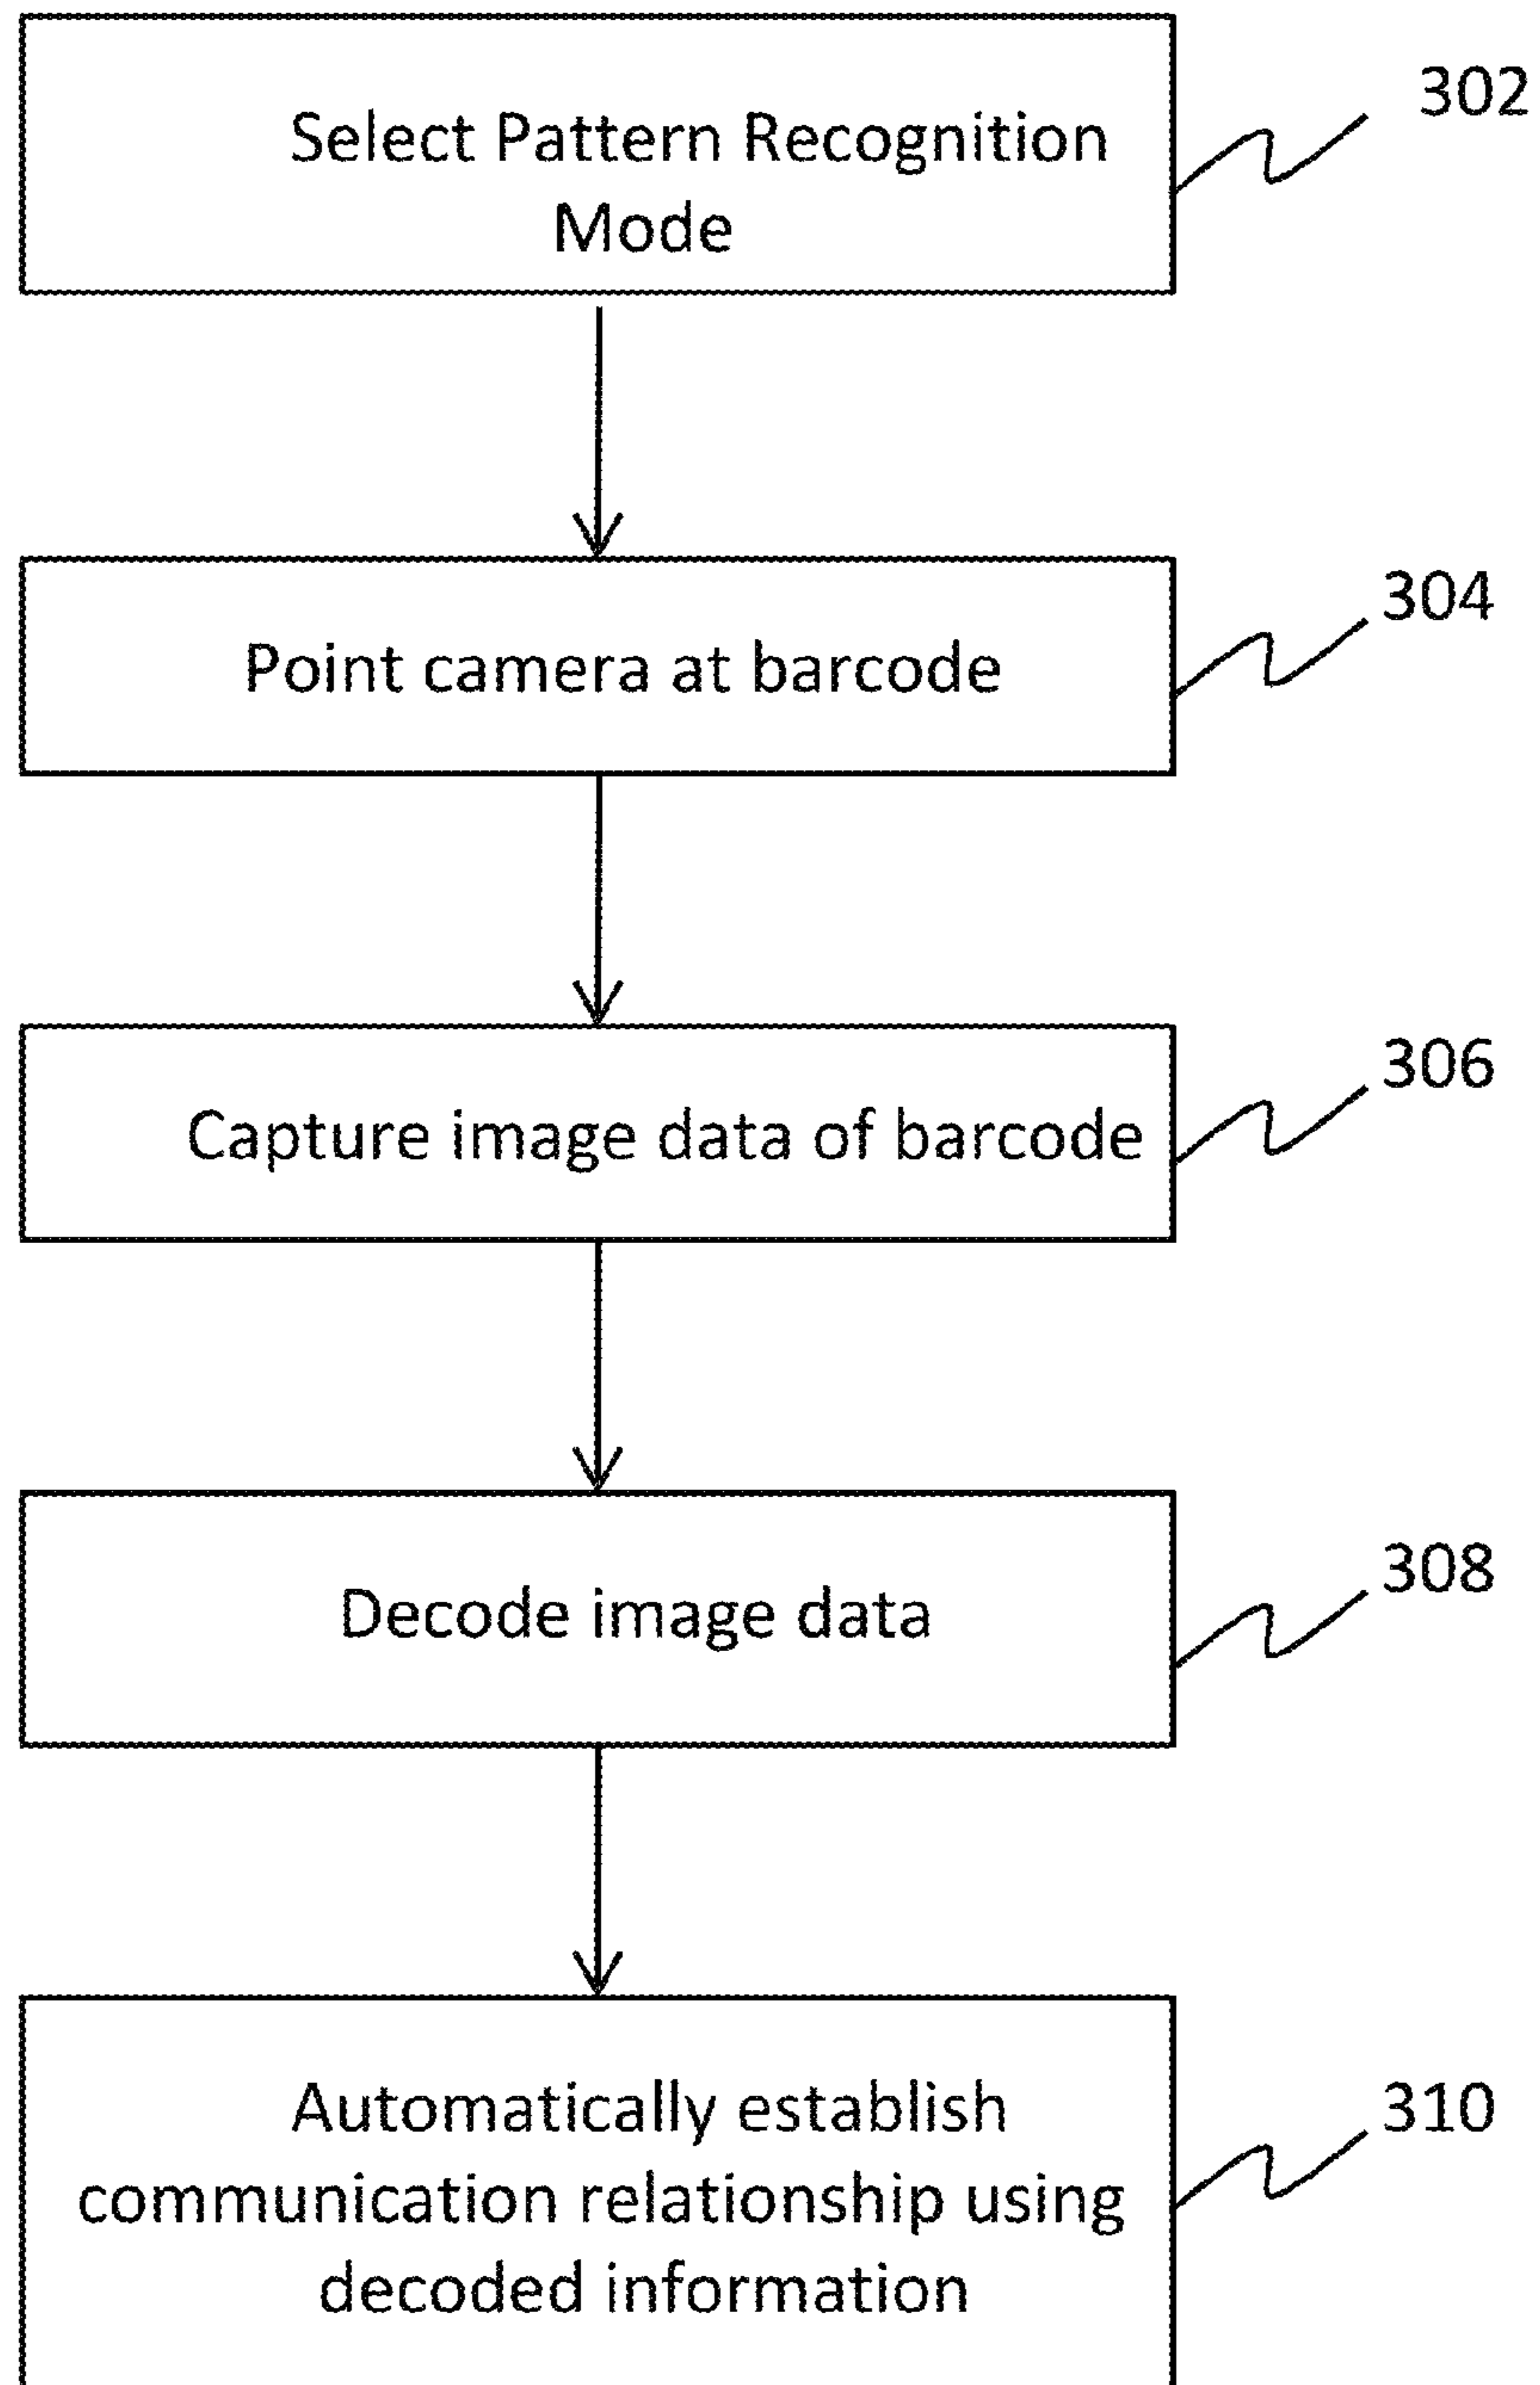 Select Pattern Recognition
Mode
302
Point camera at barcode
304
Capture image data of barcode
306
Decode image data
308
Automatically establish
communication relationship using
decoded information
310